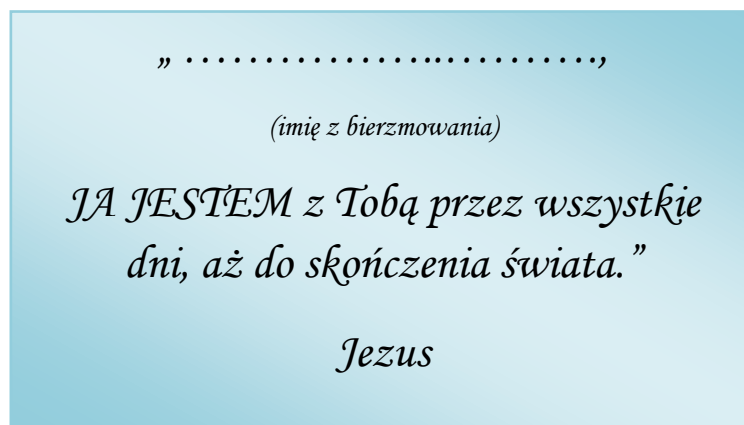 „ ……………………..……….,
(imię z bierzmowania)
JA JESTEM z Tobą przez wszystkie
dni, aż do skończenia świata.”
Jezus